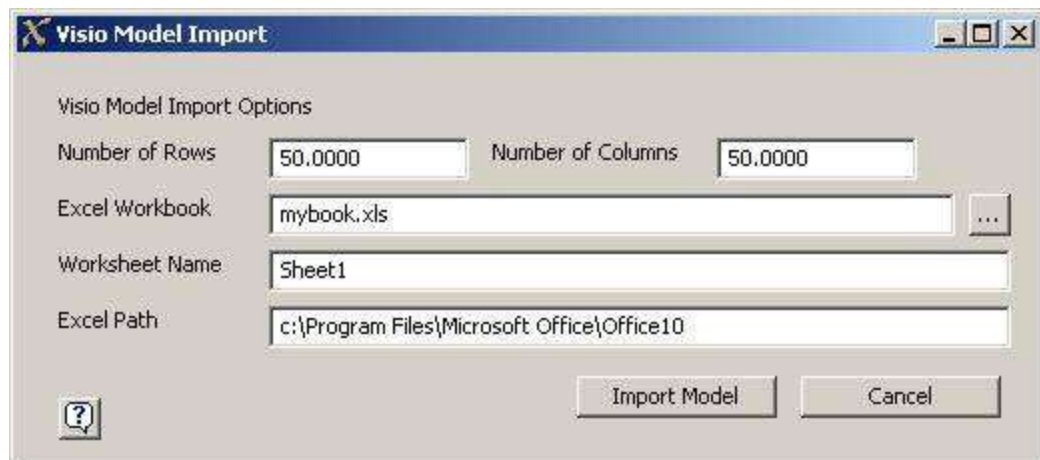 Visio Model Import
Visio Model Import Options
Number of Rows 50.0000 Number of Columns 50.0000
Excel Workbook mybook.xls ...
Worksheet Name Sheet1
Excel Path c:\Program Files\Microsoft Office\Office10
Import Model Cancel
?